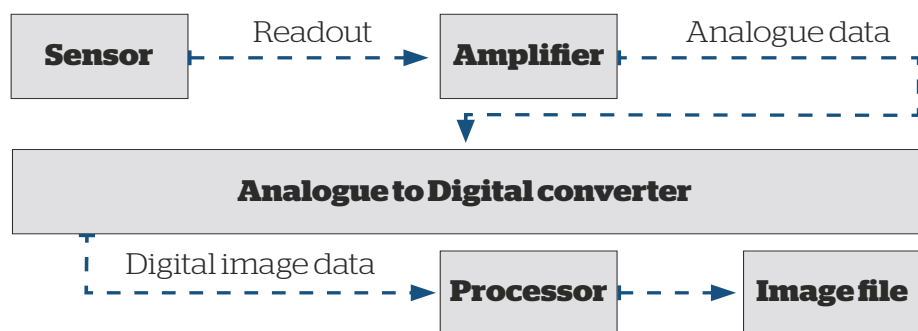 Sensor
Readout
Amplifier
Analogue data
Analogue to Digital converter
Digital image data
Processor
Image file